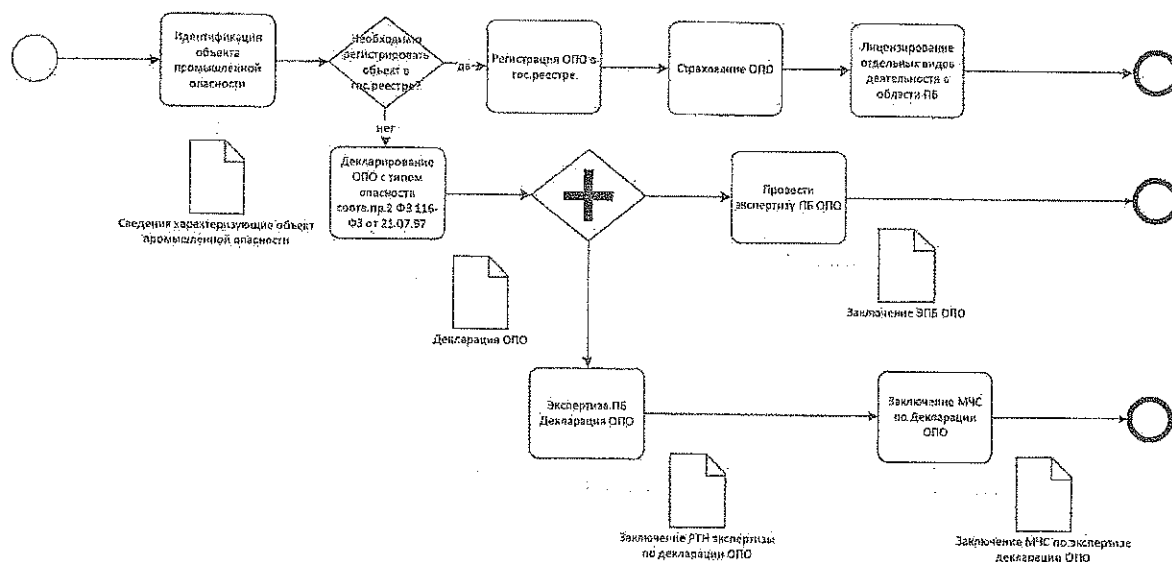 Идентификация
объекта
промышленной
опасности
Необходимо
регистрировать
объект в
гос.реестре?
да
Регистрация ОПО в
гос.реестре.
Страхование ОПО
Лицензирование
отдельных видов
деятельности в
области ПБ
нет
Сведения характеризующие объект
промышленной опасности
Декларирование
ОПО с типом
опасности
соотв.пр.2 ФЗ 116-
ФЗ от 21.07.97
Декларация ОПО
Провести
экспертизу ПБ ОПО
Заключение ЭПБ ОПО
Экспертиза ПБ
Декларация ОПО
Заключение РТН экспертизы
по декларации ОПО
Заключение МЧС
по Декларации
ОПО
Заключение МЧС по экспертизе
декларации ОПО